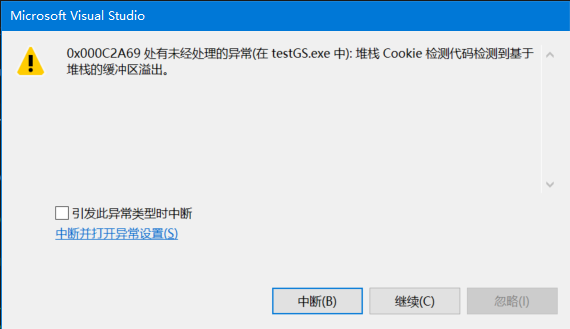 Microsoft Visual Studio
0x000C2A69 处有未经处理的异常(在 testGS.exe 中): 堆栈 Cookie 检测代码检测到基于
堆栈的缓冲区溢出。
引发此异常类型时中断
中断并打开异常设置(S)
中断(B)
继续(C)
忽略(I)